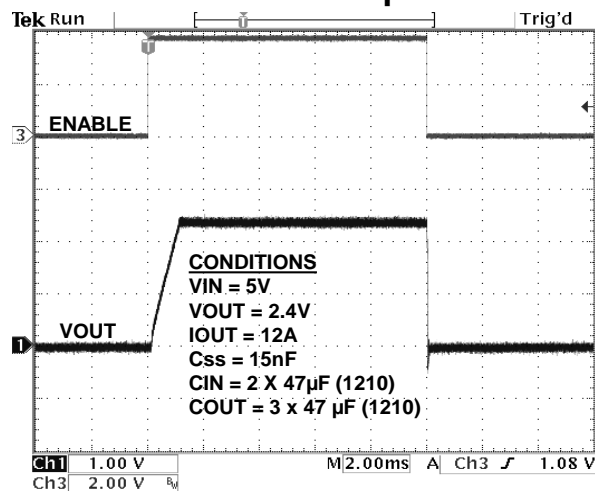 Tek Run
Trig'd
T
3
ENABLE
CONDITIONS
VIN = 5V
VOUT = 2.4V
VOUT
IOUT = 12A
1
Css = 15nF
CIN = 2 X 47µF (1210)
COUT = 3 x 47 µF (1210)
Ch1 1.00 V M 2.00ms A Ch3 1.08 V
Ch3 2.00 V BW